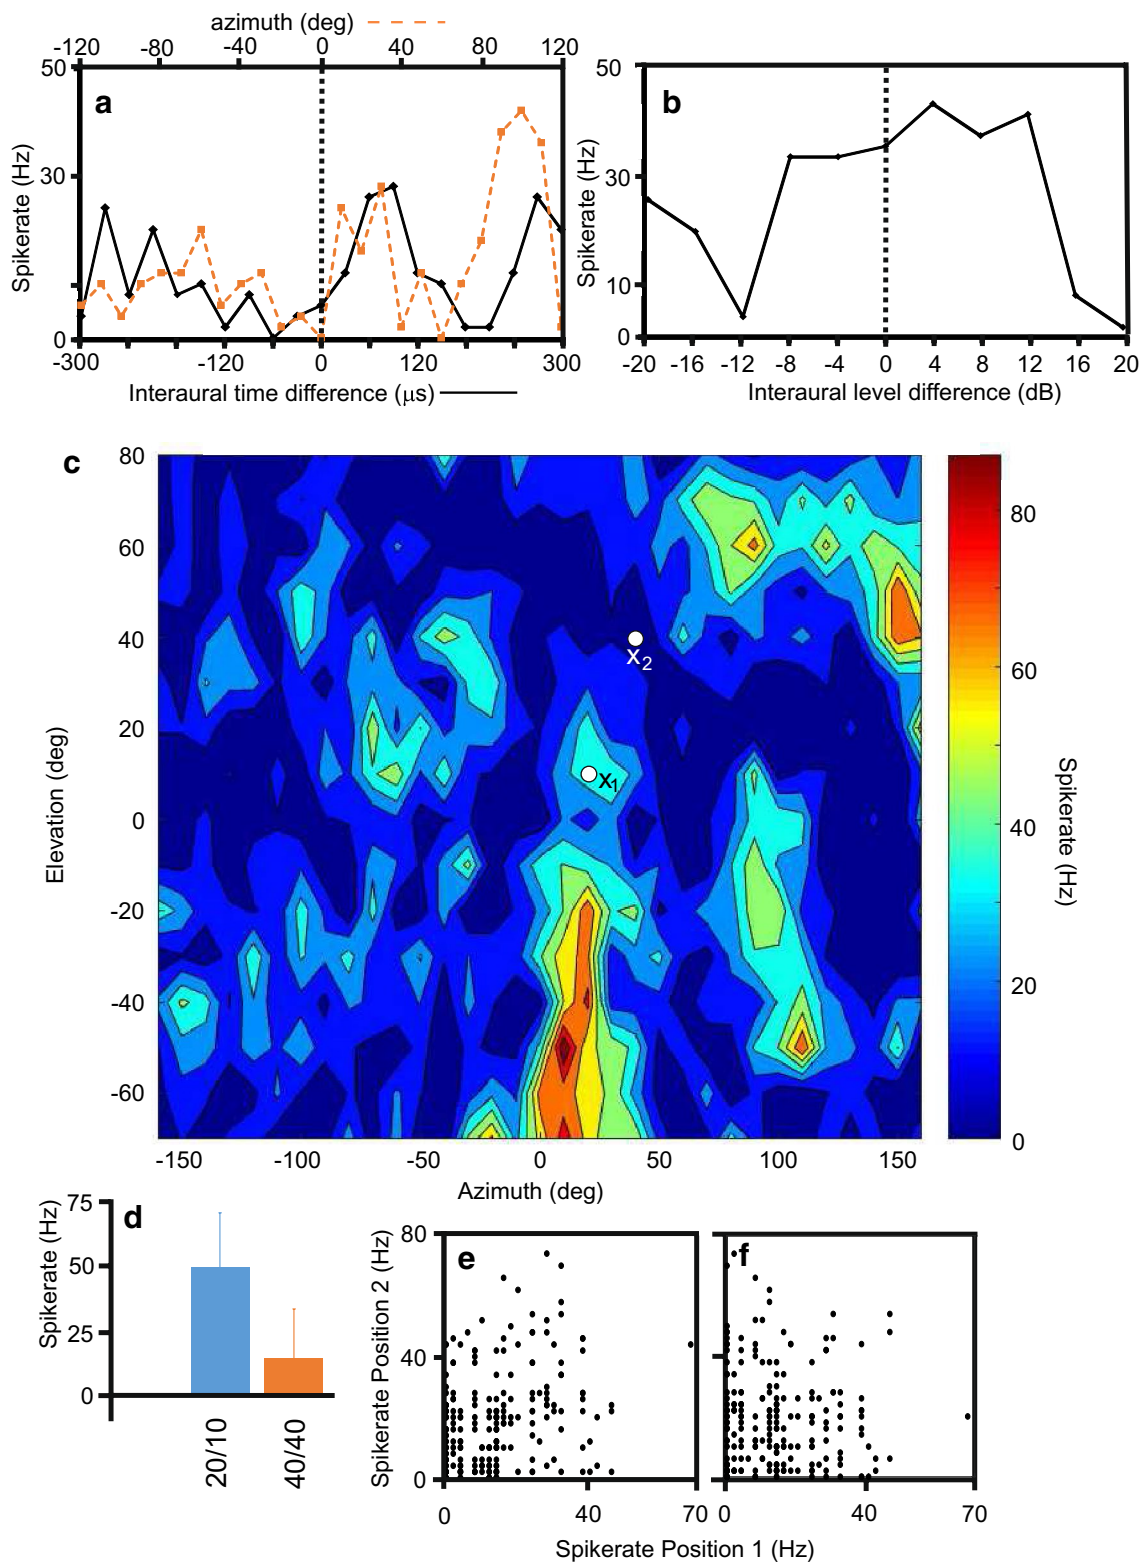 azimuth (deg)
-120 -80 -40 0 40 80 120
50 30 0
Spikerate (Hz)
a
-300 -120 0 120 300
Interaural time difference (μs)
50 30 10 0
Spikerate (Hz)
b
-20 -16 -12 -8 -4 0 4 8 12 16 20
Interaural level difference (dB)
c
80 60 40 20 0 -20 -40 -60
Elevation (deg)
x2
x1
-150 -100 -50 0 50 100 150
Azimuth (deg)
80 60 40 20 0
Spikerate (Hz)
d
75 50 25 0
Spikerate (Hz)
20/10
40/40
e
80 40 0
Spikerate Position 2 (Hz)
0 40 70
f
0 40 70
Spikerate Position 1 (Hz)